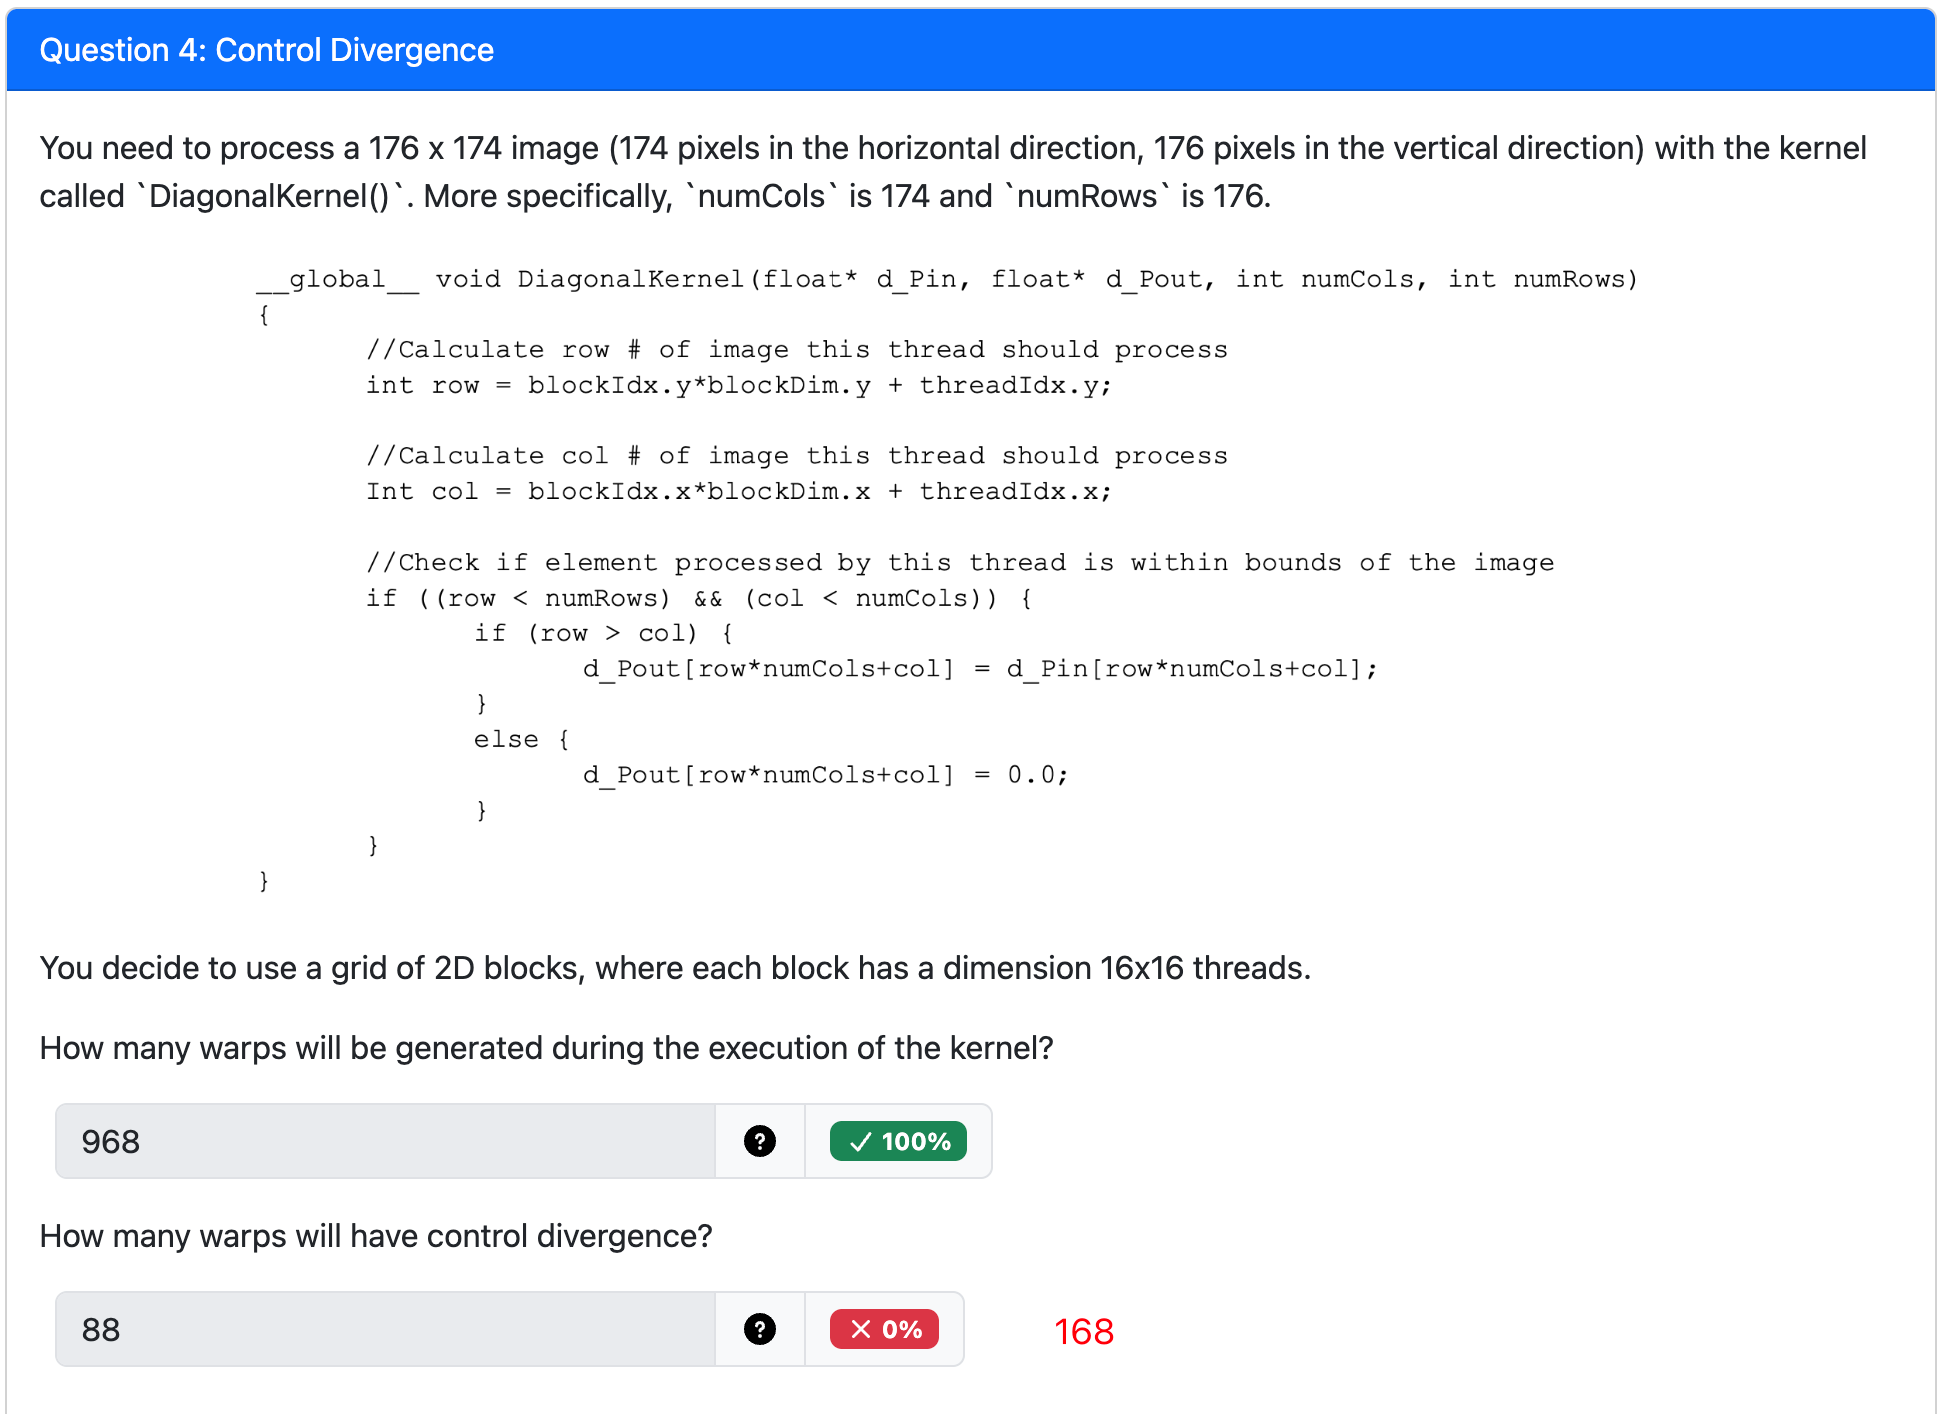 Question 4: Control Divergence
You need to process a 176 x 174 image (174 pixels in the horizontal direction, 176 pixels in the vertical direction) with the kernel
called `DiagonalKernel()`. More specifically, `numCols` is 174 and `numRows` is 176.
__global__ void DiagonalKernel(float* d_Pin, float* d_Pout, int numCols, int numRows)
{
//Calculate row # of image this thread should process
int row = blockIdx.y*blockDim.y + threadIdx.y;
//Calculate col # of image this thread should process
Int col = blockIdx.x*blockDim.x + threadIdx.x;
//Check if element processed by this thread is within bounds of the image
if ((row < numRows) && (col < numCols)) {
if (row > col) {
d_Pout[row*numCols+col] = d_Pin[row*numCols+col];
}
else {
d_Pout[row*numCols+col] = 0.0;
}
}
}
You decide to use a grid of 2D blocks, where each block has a dimension 16x16 threads.
How many warps will be generated during the execution of the kernel?
968 ? ✓ 100%
How many warps will have control divergence?
88 ? ✕ 0% 168